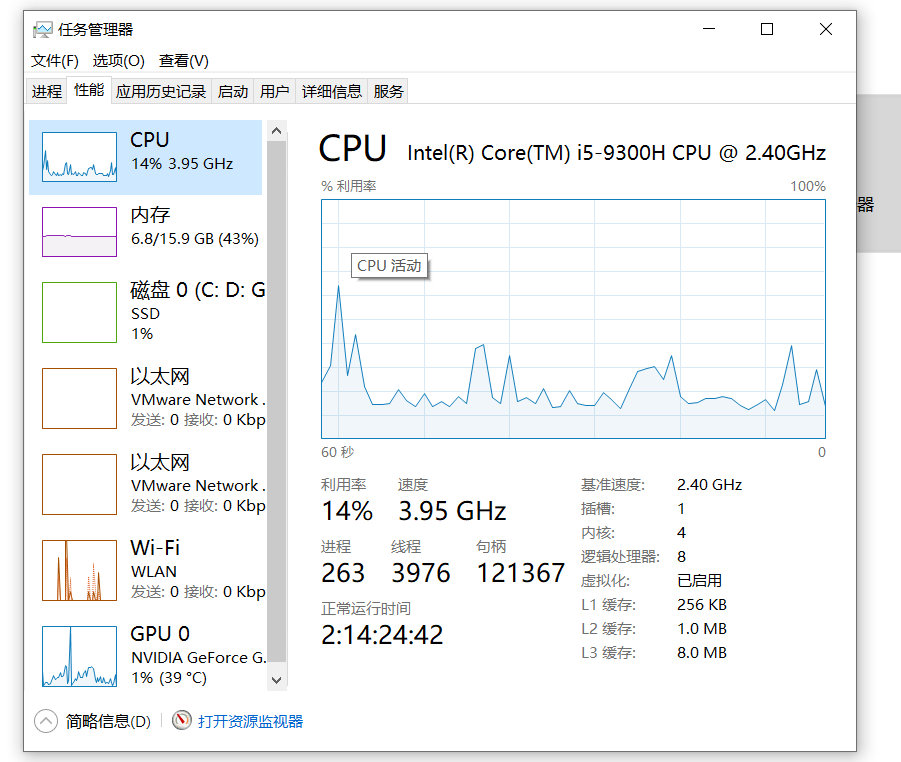 任务管理器
文件(F) 选项(O) 查看(V)
进程 性能 应用历史记录 启动 用户 详细信息 服务
CPU
14% 3.95 GHz
内存
6.8/15.9 GB (43%)
磁盘 0 (C: D: G
SSD
1%
以太网
VMware Network .
发送: 0 接收: 0 Kbp
以太网
VMware Network .
发送: 0 接收: 0 Kbp
Wi-Fi
WLAN
发送: 0 接收: 0 Kbp
GPU 0
NVIDIA GeForce G.
1% (39 °C)
CPU Intel(R) Core(TM) i5-9300H CPU @ 2.40GHz
% 利用率 100%
CPU 活动
60 秒 0
利用率 速度
14% 3.95 GHz
进程 线程 句柄
263 3976 121367
正常运行时间
2:14:24:42
基准速度: 2.40 GHz
插槽: 1
内核: 4
逻辑处理器: 8
虚拟化: 已启用
L1 缓存: 256 KB
L2 缓存: 1.0 MB
L3 缓存: 8.0 MB
简略信息(D) 打开资源监视器
器